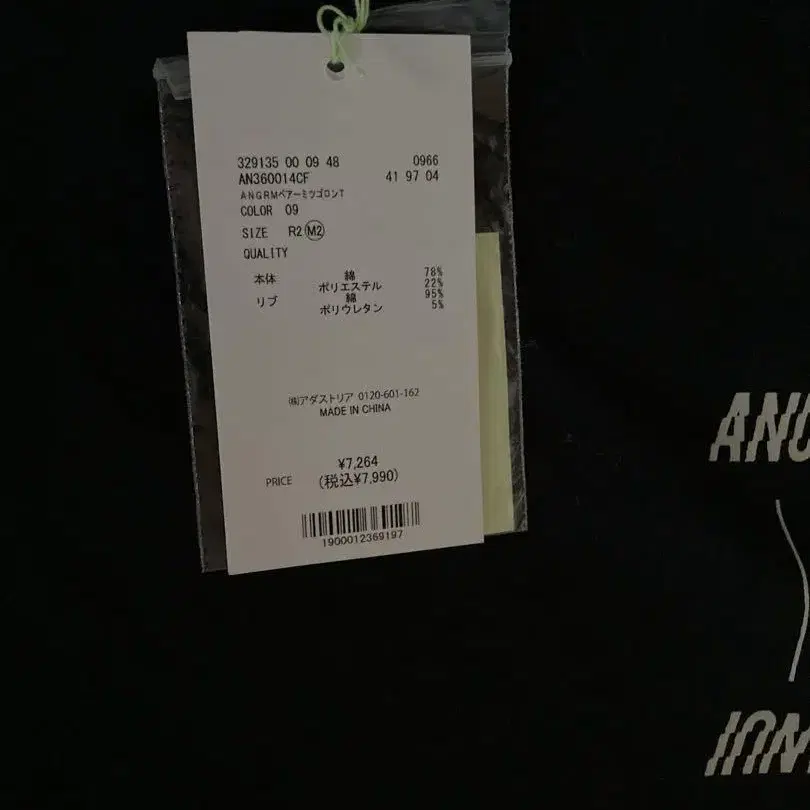 329135 00 09 48 0966
AN360014CF 41 97 04
ANGRMベアーミツゴロンT
COLOR 09
SIZE R2 M2
QUALITY
本体 綿 78%
ポリエステル 22%
リブ 綿 95%
ポリウレタン 5%
㈱アダストリア 0120-601-162
MADE IN CHINA
¥7,264
PRICE (税込¥7,990)
1900012369197